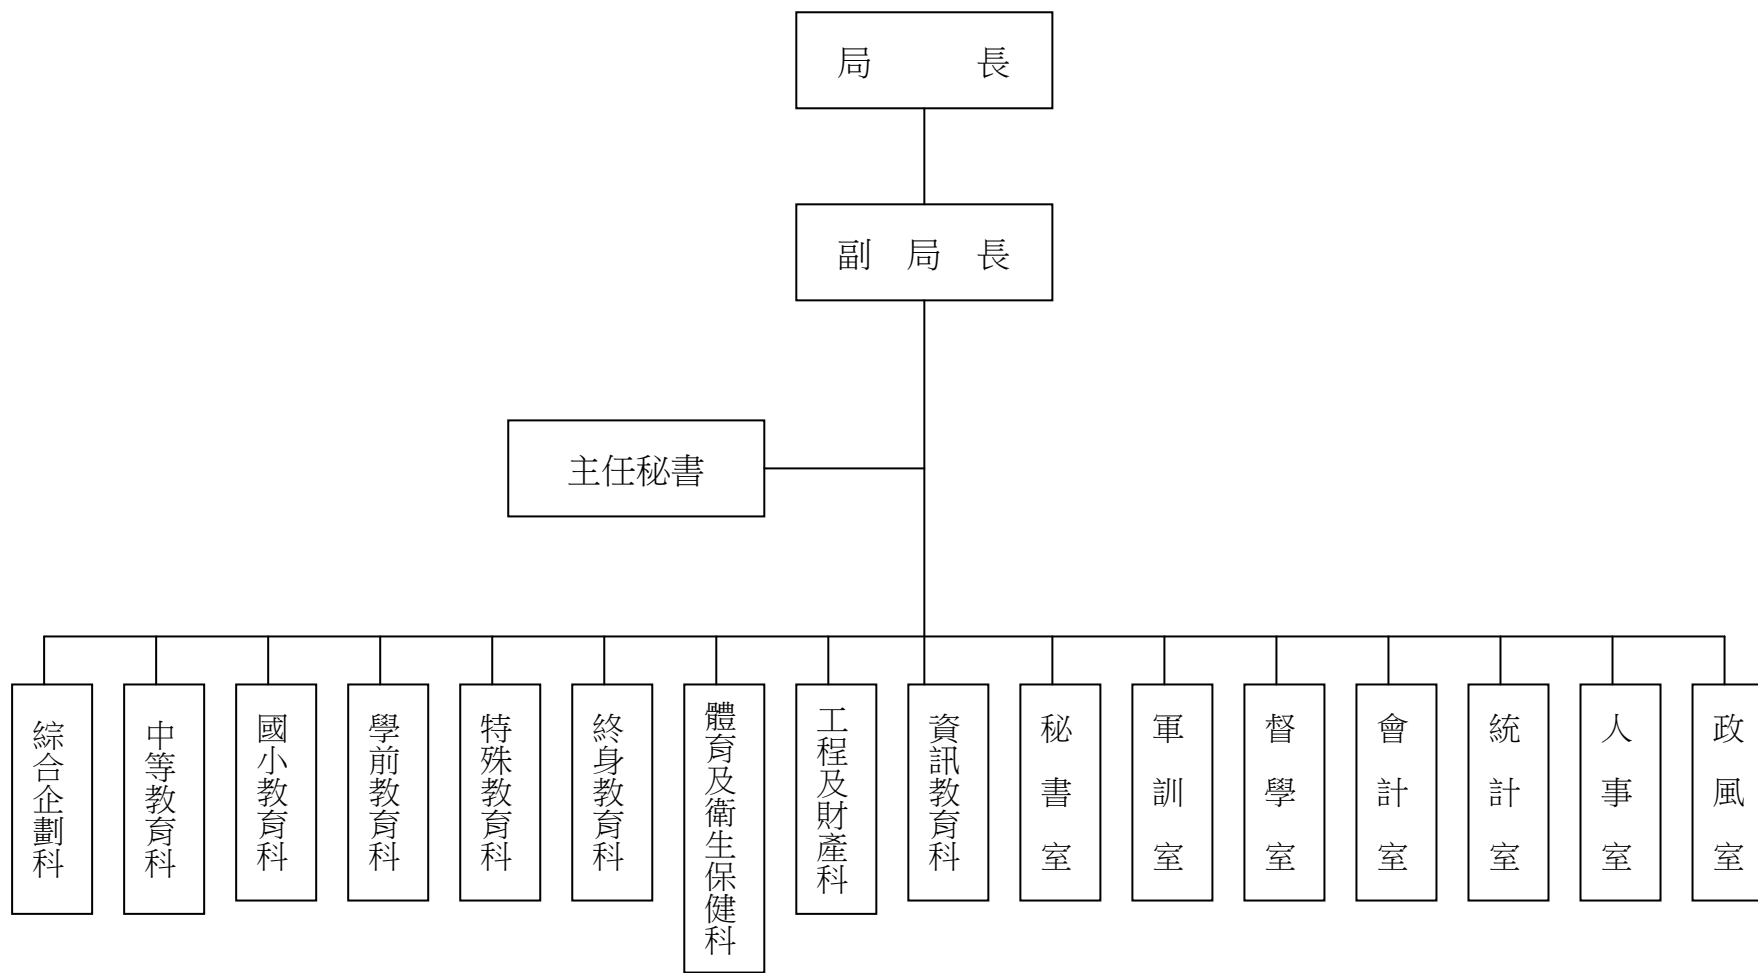 局長
副局長
主任秘書
綜合企劃科
中等教育科
國小教育科
學前教育科
特殊教育科
終身教育科
體育及衛生保健科
工程及財產科
資訊教育科
秘書室
軍訓室
督學室
會計室
統計室
人事室
政風室